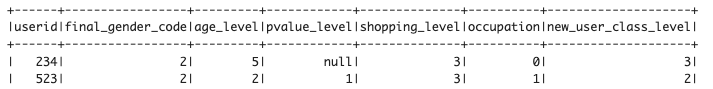 +------+-----------------+---------+------------+--------------+----------+--------------------+
|userid|final_gender_code|age_level|pvalue_level|shopping_level|occupation|new_user_class_level|
+------+-----------------+---------+------------+--------------+----------+--------------------+
|   234|                2|        5|        null|             3|         0|                   3|
|   523|                2|        2|           1|             3|         1|                   2|